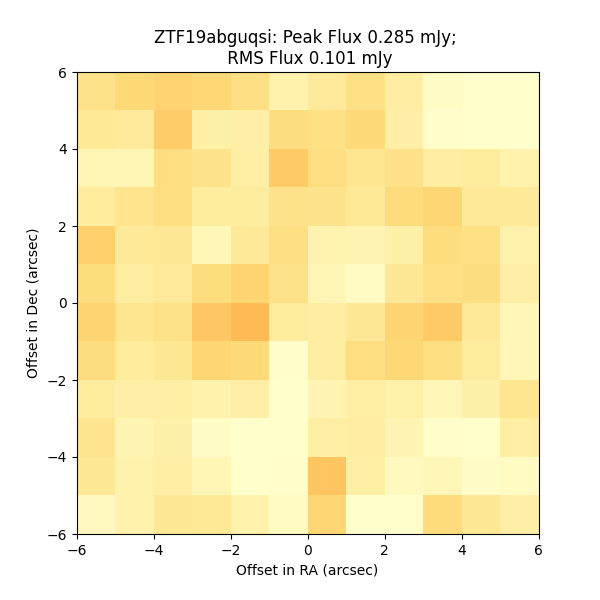 ZTF19abguqsi: Peak Flux 0.285 mJy;
RMS Flux 0.101 mJy
6
4
2
0
−2
−4
−6
Offset in Dec (arcsec)
−6 −4 −2 0 2 4 6
Offset in RA (arcsec)